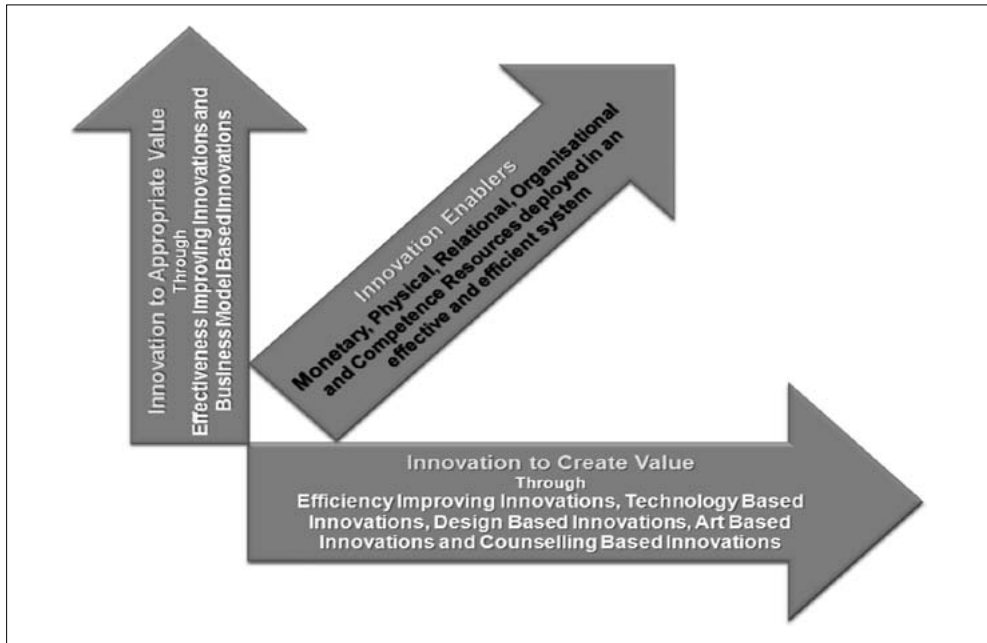 Innovation to Appropriate Value
Through
Effectiveness Improving Innovations and
Business Model Based Innovations
Innovation Enablers
Monetary, Physical, Relational, Organisational
and Competence Resources deployed in an
effective and efficient system
Innovation to Create Value
Through
Efficiency Improving Innovations, Technology Based
Innovations, Design Based Innovations, Art Based
Innovations and Counselling Based Innovations